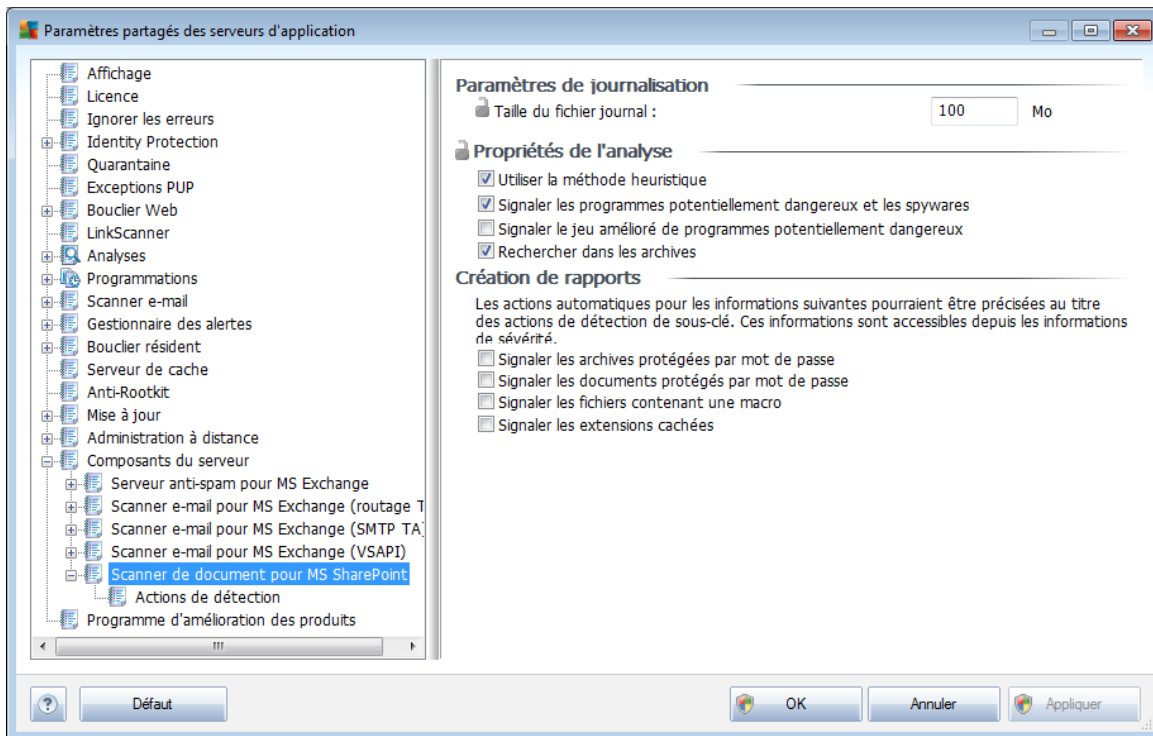 Paramètres partagés des serveurs d'application
Affichage
Licence
Ignorer les erreurs
Identity Protection
Quarantaine
Exceptions PUP
Bouclier Web
LinkScanner
Analyses
Programmations
Scanner e-mail
Gestionnaire des alertes
Bouclier résident
Serveur de cache
Anti-Rootkit
Mise à jour
Administration à distance
Composants du serveur
Serveur anti-spam pour MS Exchange
Scanner e-mail pour MS Exchange (routage T
Scanner e-mail pour MS Exchange (SMTP TA)
Scanner e-mail pour MS Exchange (VSAPI)
Scanner de document pour MS SharePoint
Actions de détection
Programme d'amélioration des produits
Paramètres de journalisation
Taille du fichier journal : 100 Mo
Propriétés de l'analyse
Utiliser la méthode heuristique
Signaler les programmes potentiellement dangereux et les spywares
Signaler le jeu amélioré de programmes potentiellement dangereux
Rechercher dans les archives
Création de rapports
Les actions automatiques pour les informations suivantes pourraient être précisées au titre
des actions de détection de sous-clé. Ces informations sont accessibles depuis les informations
de sévérité.
Signaler les archives protégées par mot de passe
Signaler les documents protégés par mot de passe
Signaler les fichiers contenant une macro
Signaler les extensions cachées
? Défaut OK Annuler Appliquer